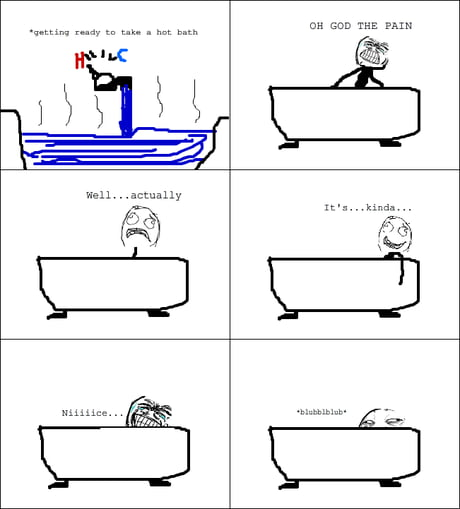 *getting ready to take a hot bath
H C
OH GOD THE PAIN
Well...actually
It's...kinda...
Niiiiice...
*blubblblub*